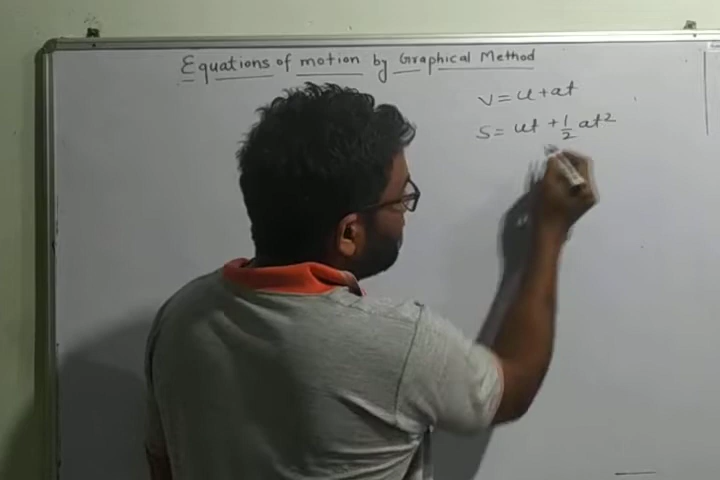 Equations of motion by Graphical Method
v = u + at
S = ut + 1/2 at²